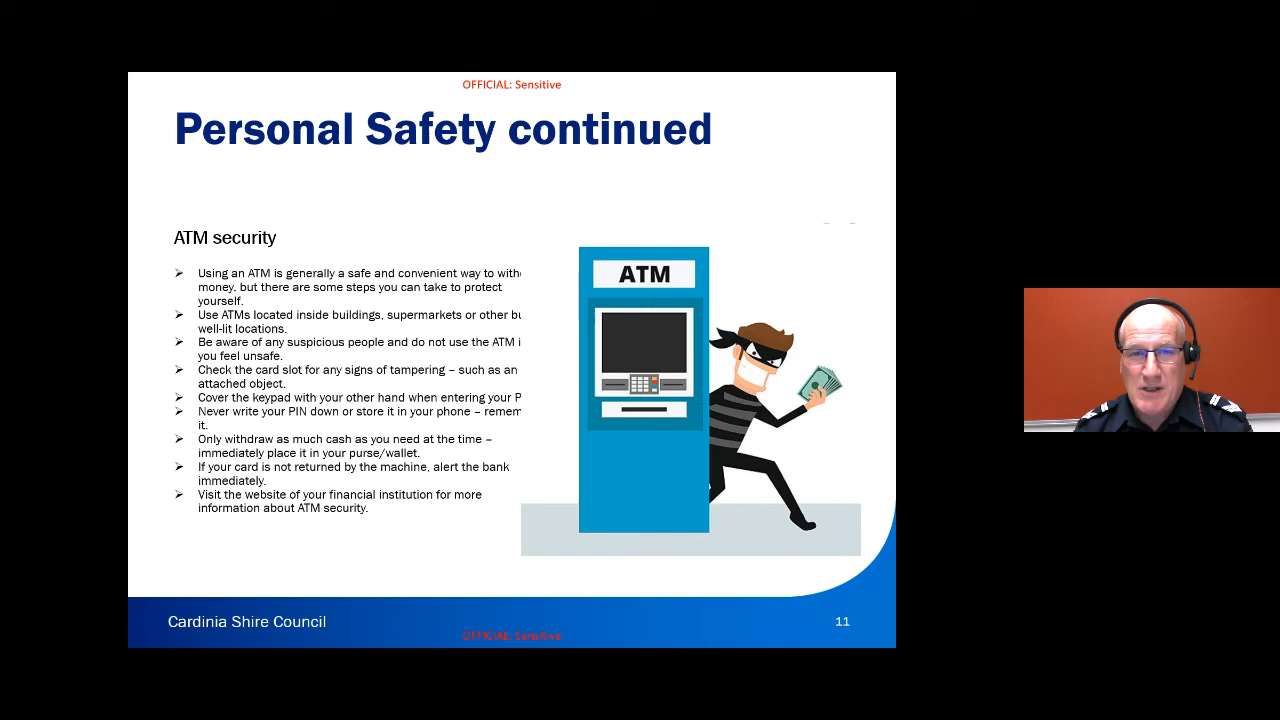 OFFICIAL: Sensitive
Personal Safety continued
ATM security
Using an ATM is generally a safe and convenient way to
money, but there are some steps you can take to protect
yourself.
Use ATMs located inside buildings, supermarkets or other
well-lit locations.
Be aware of any suspicious people and do not use the ATM
you feel unsafe.
Check the card slot for any signs of tampering – such as an
attached object.
Cover the keypad with your other hand when entering your
Never write your PIN down or store it in your phone –
it.
Only withdraw as much cash as you need at the time –
immediately place it in your purse/wallet.
If your card is not returned by the machine, alert the bank
immediately.
Visit the website of your financial institution for more
information about ATM security.
ATM
Cardinia Shire Council
OFFICIAL: Sensitive
11